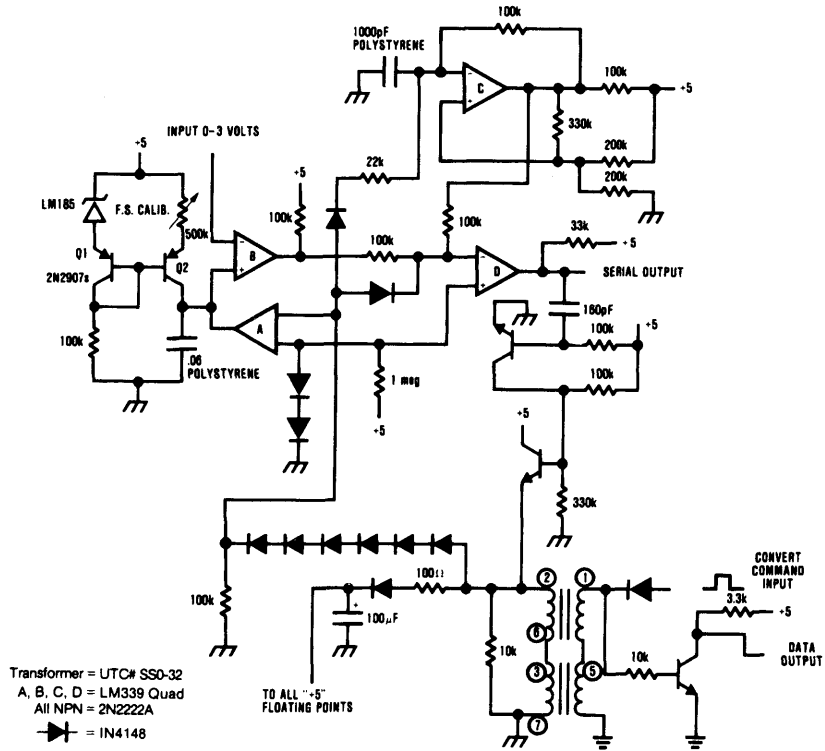 100k
1000pF
POLYSTYRENE
-
C
+
100k
+5
330k
200k
200k
INPUT 0-3 VOLTS
+5
LM185
F.S. CALIB.
500k
Q1
Q2
2N2907s
100k
.06
POLYSTYRENE
22k
+5
100k
-
B
+
100k
100k
A
-
D
+
33k
+5
SERIAL OUTPUT
160pF
100k
+5
100k
1 meg
+5
+5
330k
100k
100Ω
+
100µF
10k
TO ALL "+5"
FLOATING POINTS
2
1
6
3
5
7
CONVERT
COMMAND
INPUT
3.3k
+5
10k
DATA
OUTPUT
Transformer = UTC# SS0-32
A, B, C, D = LM339 Quad
All NPN = 2N2222A
= IN4148